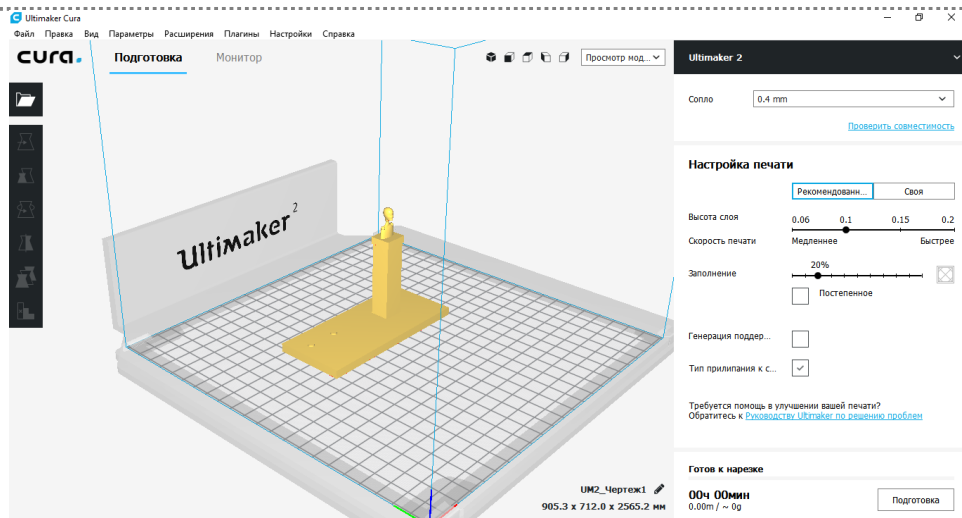 Ultimaker Cura
Файл Правка Вид Параметры Расширения Плагины Настройки Справка
cura.
Подготовка Монитор
Просмотр мод...
Ultimaker 2
Сопло 0.4 mm
Проверить совместимость
Настройка печати
Рекомендованн... Своя
Высота слоя 0.06 0.1 0.15 0.2
Скорость печати Медленнее Быстрее
20%
Заполнение
Постепенное
Генерация поддер...
Тип прилипания к с...
Требуется помощь в улучшении вашей печати?
Обратитесь к Руководству Ultimaker по решению проблем
Ultimaker 2
UM2_Чертеж1
905.3 x 712.0 x 2565.2 мм
Готов к нарезке
00ч 00мин
0.00m / ~ 0g
Подготовка